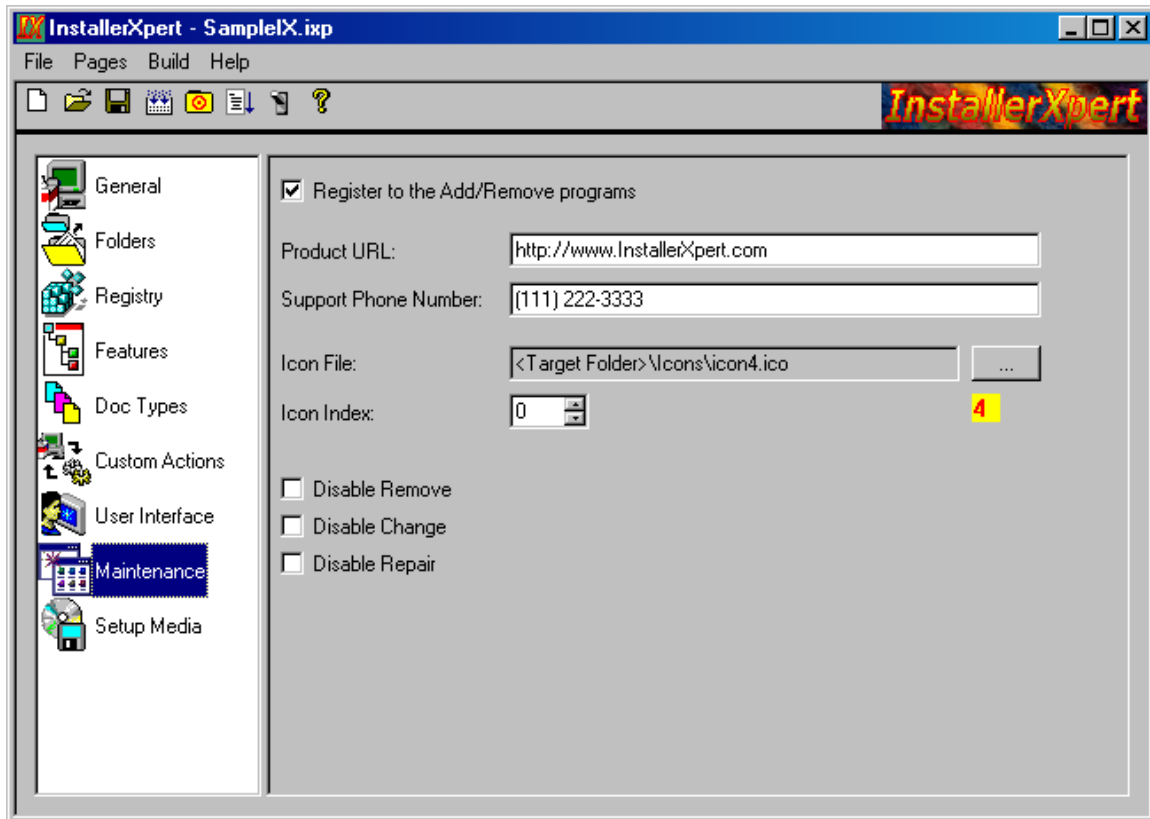 InstallerXpert - SampleIX.ixp
File Pages Build Help
InstallerXpert
General
Folders
Registry
Features
Doc Types
Custom Actions
User Interface
Maintenance
Setup Media
Register to the Add/Remove programs
Product URL: http://www.InstallerXpert.com
Support Phone Number: (111) 222-3333
Icon File: <Target Folder>\Icons\icon4.ico ...
Icon Index: 0 4
Disable Remove
Disable Change
Disable Repair